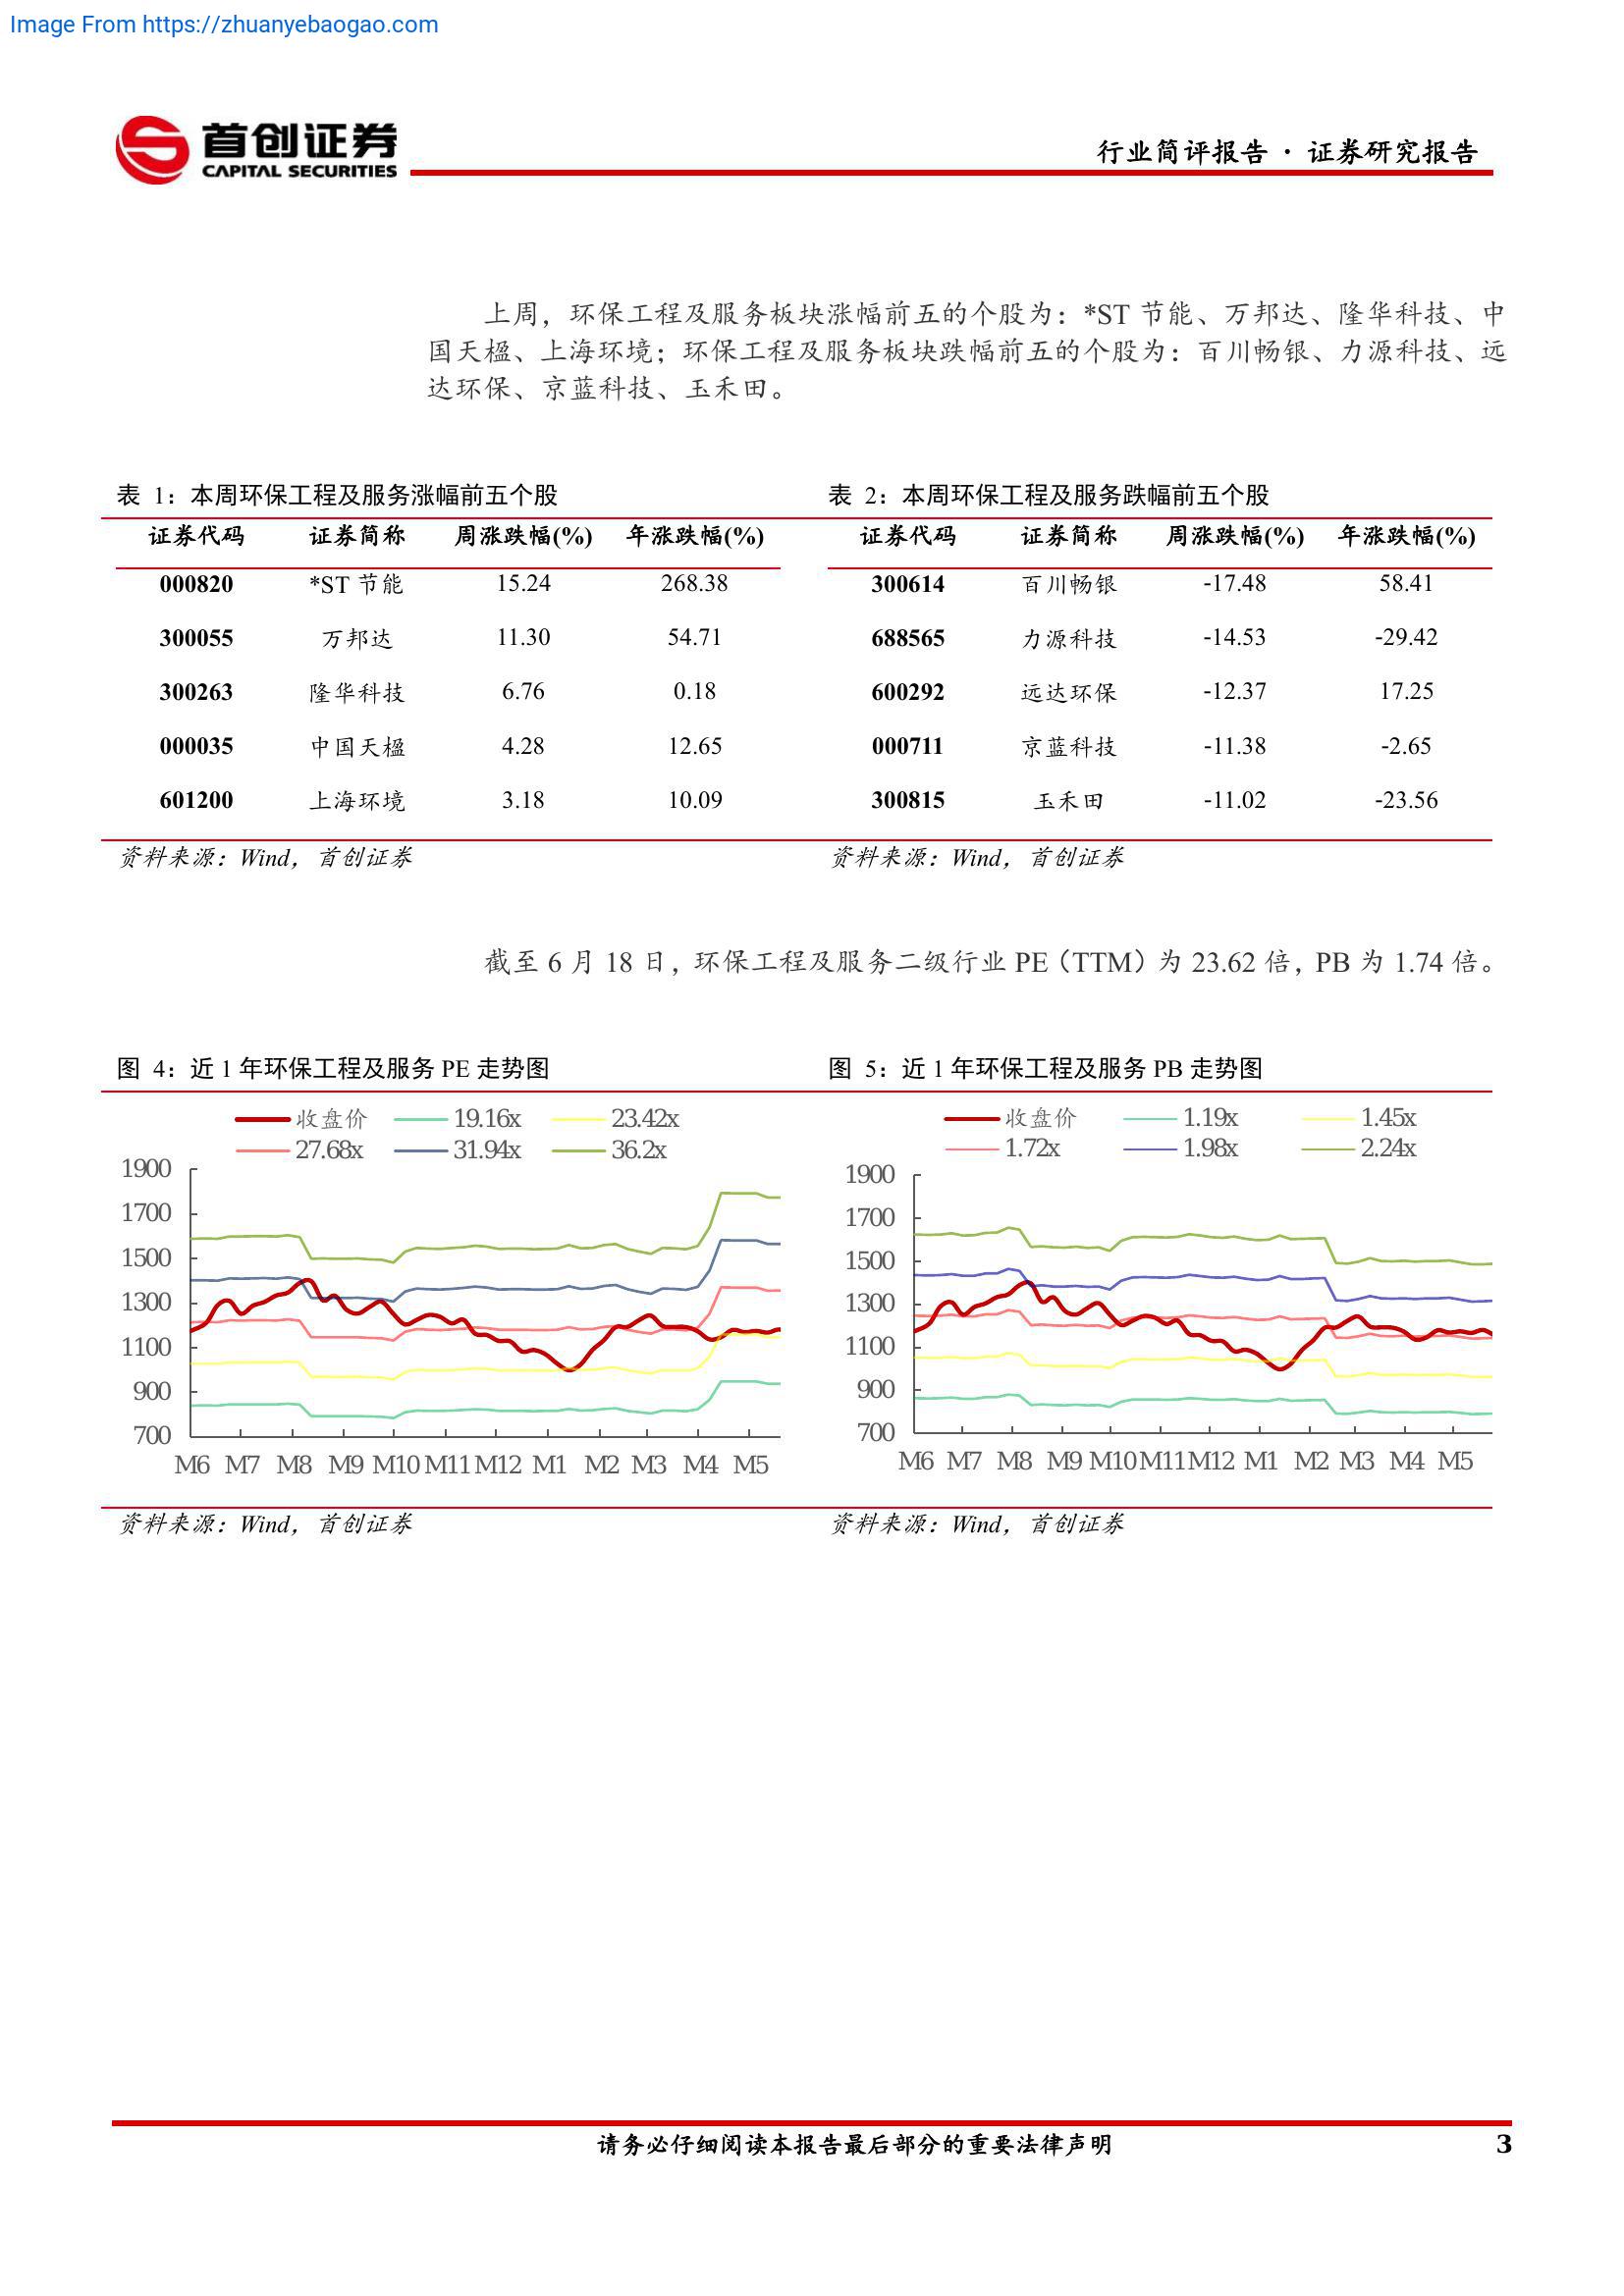 Image From https://zhuanyebaogao.com
首创证券
CAPITAL SECURITIES
行业简评报告 · 证券研究报告
上周，环保工程及服务板块涨幅前五的个股为：*ST 节能、万邦达、隆华科技、中
国天楹、上海环境；环保工程及服务板块跌幅前五的个股为：百川畅银、力源科技、远
达环保、京蓝科技、玉禾田。
表 1：本周环保工程及服务涨幅前五个股
证券代码 证券简称 周涨跌幅(%) 年涨跌幅(%)
000820 *ST 节能 15.24 268.38
300055 万邦达 11.30 54.71
300263 隆华科技 6.76 0.18
000035 中国天楹 4.28 12.65
601200 上海环境 3.18 10.09
资料来源：Wind，首创证券
表 2：本周环保工程及服务跌幅前五个股
证券代码 证券简称 周涨跌幅(%) 年涨跌幅(%)
300614 百川畅银 -17.48 58.41
688565 力源科技 -14.53 -29.42
600292 远达环保 -12.37 17.25
000711 京蓝科技 -11.38 -2.65
300815 玉禾田 -11.02 -23.56
资料来源：Wind，首创证券
截至 6 月 18 日，环保工程及服务二级行业 PE（TTM）为 23.62 倍，PB 为 1.74 倍。
图 4：近 1 年环保工程及服务 PE 走势图
收盘价 19.16x 23.42x
27.68x 31.94x 36.2x
1900
1700
1500
1300
1100
900
700
M6 M7 M8 M9 M10 M11 M12 M1 M2 M3 M4 M5
资料来源：Wind，首创证券
图 5：近 1 年环保工程及服务 PB 走势图
收盘价 1.19x 1.45x
1.72x 1.98x 2.24x
1900
1700
1500
1300
1100
900
700
M6 M7 M8 M9 M10 M11 M12 M1 M2 M3 M4 M5
资料来源：Wind，首创证券
请务必仔细阅读本报告最后部分的重要法律声明
3